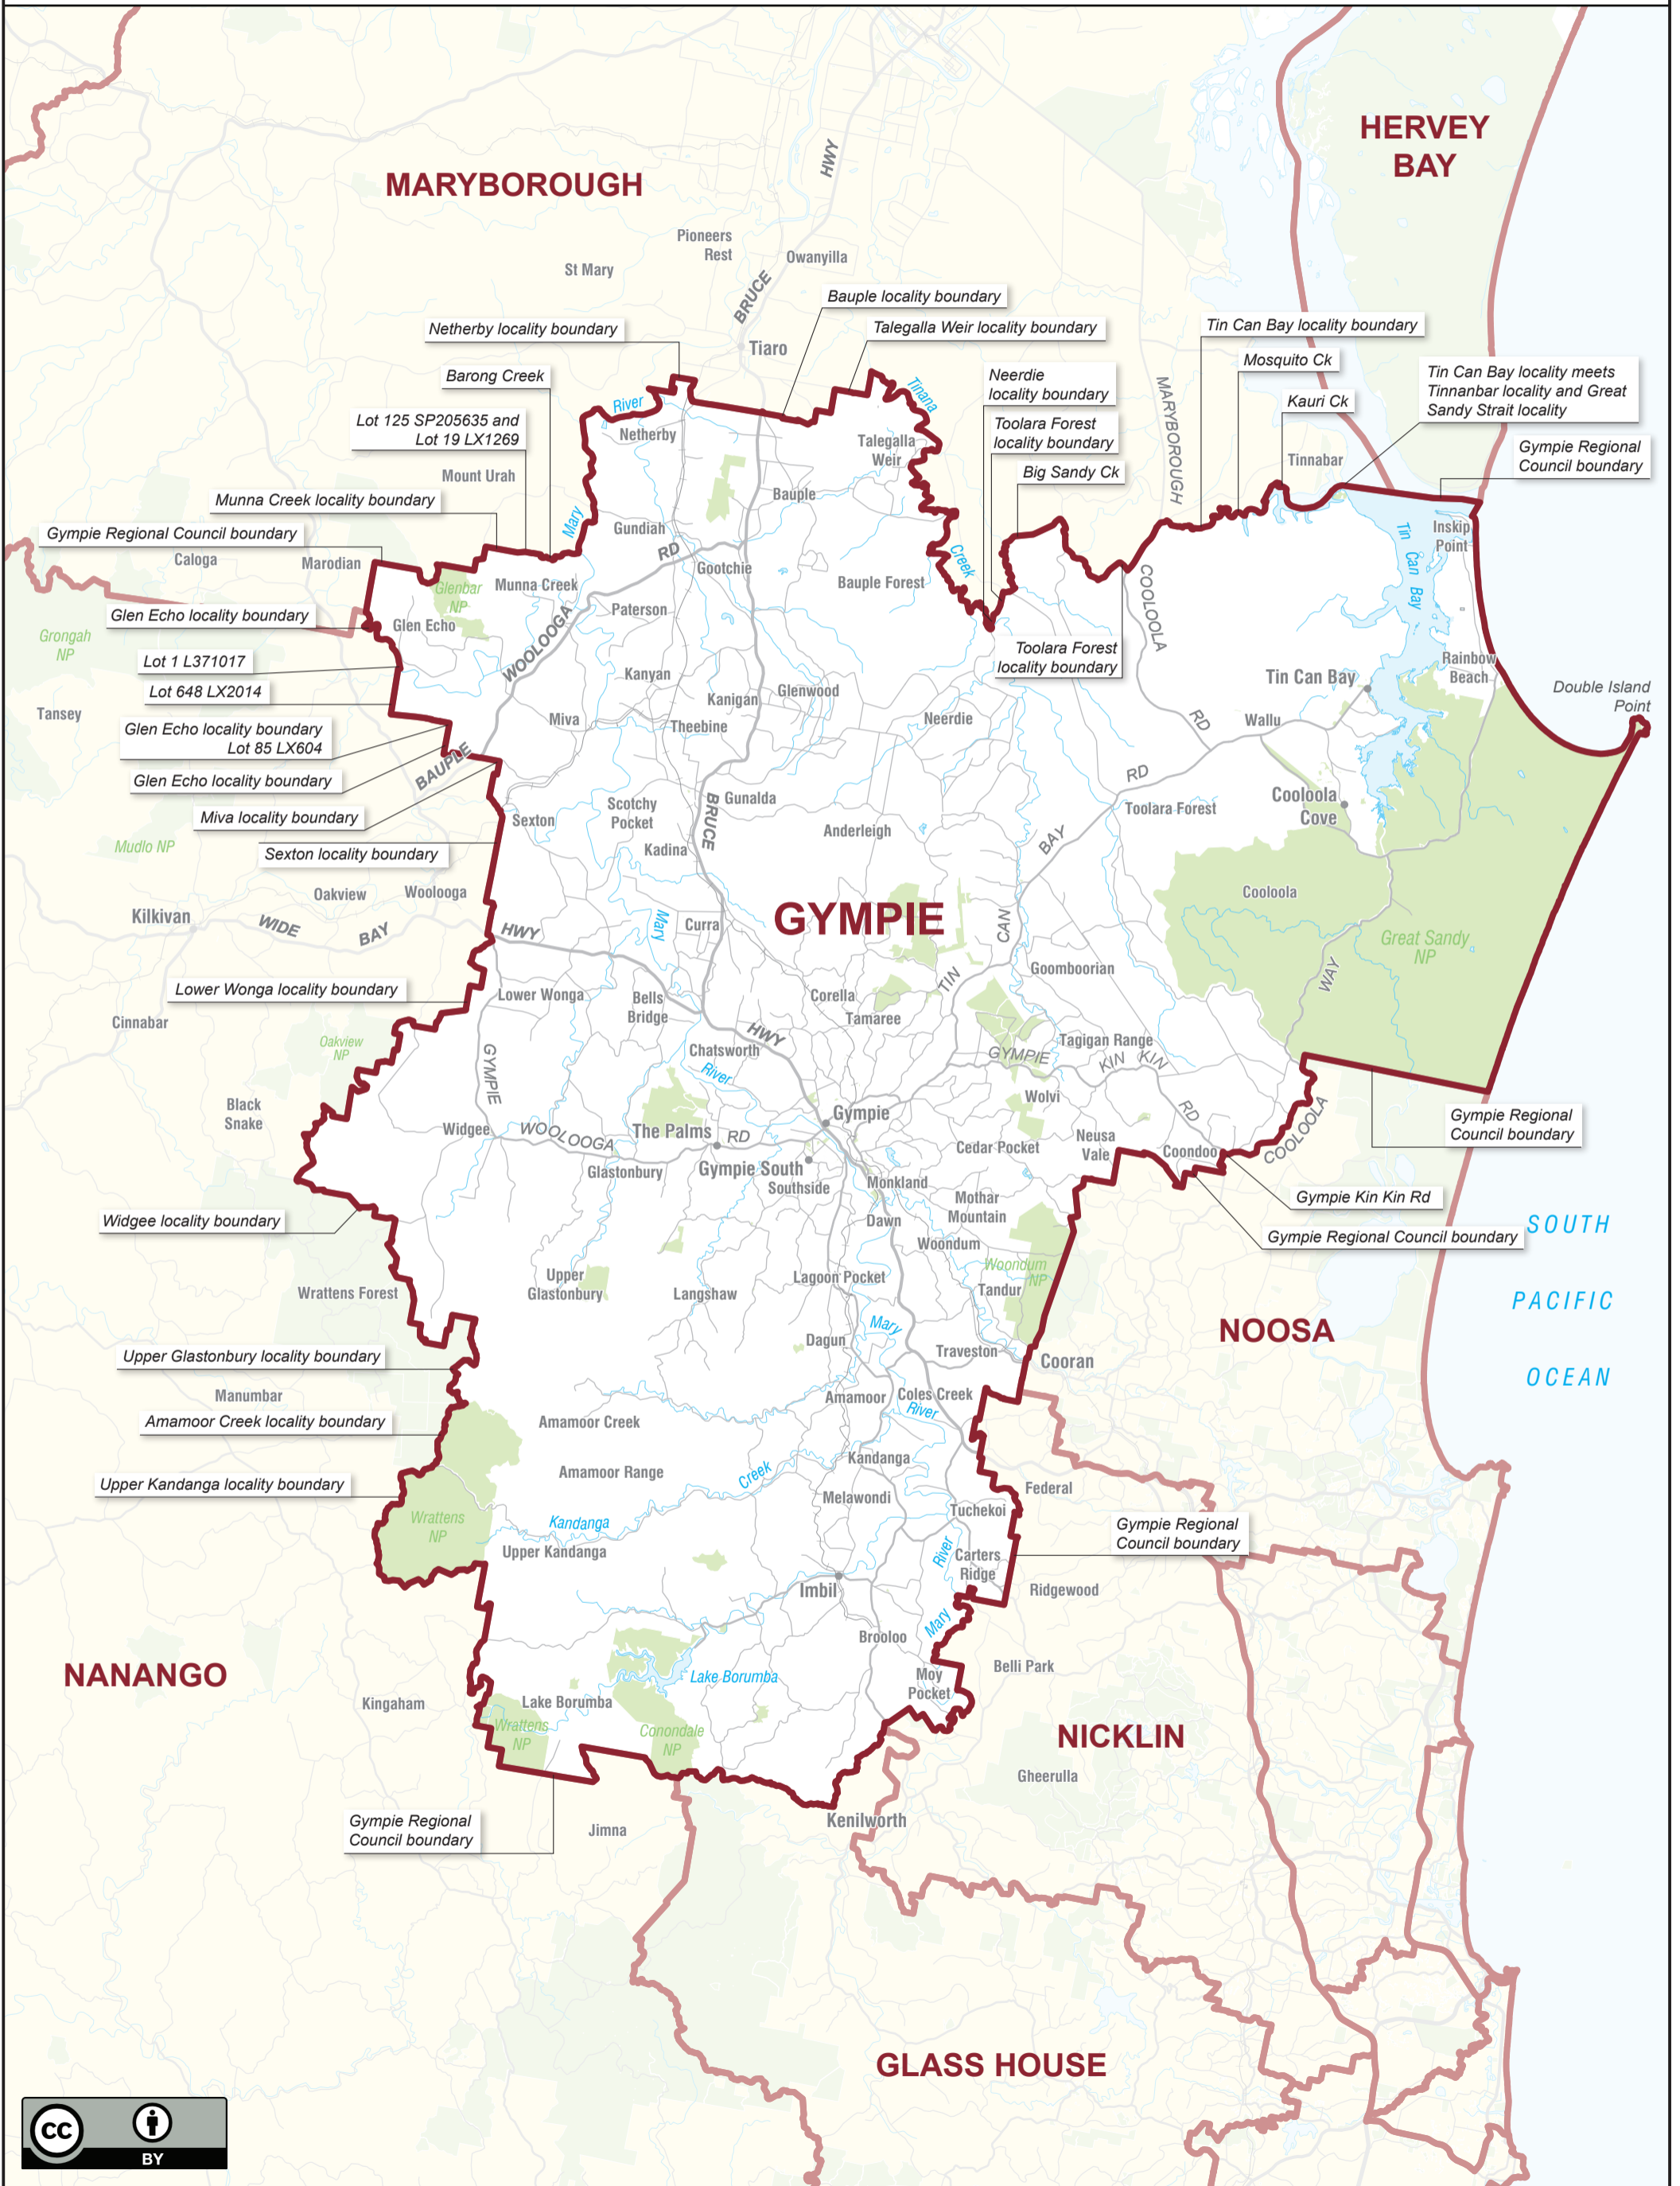 HERVEY
BAY
MARYBOROUGH
HWY
Pioneers
Rest
Owanyilla
St Mary
BRUCE
Bauple locality boundary
Netherby locality boundary
Talegalla Weir locality boundary
Tin Can Bay locality boundary
Tiaro
Mosquito Ck
Barong Creek
Neerdie
locality boundary
Tin Can Bay locality meets
Tinnanbar locality and Great
Sandy Strait locality
Kauri Ck
River
Tinana
MARYBOROUGH
Lot 125 SP205635 and
Lot 19 LX1269
Toolara Forest
locality boundary
Netherby
Talegalla
Weir
Gympie Regional
Council boundary
Tinnabar
Mount Urah
Big Sandy Ck
Munna Creek locality boundary
Bauple
Mary
Gundiah
Tin Can Bay
Inskip
Point
Gympie Regional Council boundary
Caloga
Marodian
RD
Creek
Gootchie
Glenbar
NP
Munna Creek
Bauple Forest
COOLOOLA
Paterson
Glen Echo locality boundary
Glen Echo
Grongah
NP
WOOLOOGA
Toolara Forest
locality boundary
Lot 1 L371017
Kanyan
Rainbow
Beach
Tin Can Bay
Lot 648 LX2014
Kanigan
Glenwood
Double Island
Point
Tansey
Miva
Theebine
Neerdie
RD
Wallu
Glen Echo locality boundary
Lot 85 LX604
BAUPLE
Glen Echo locality boundary
RD
Gunalda
Cooloola
Cove
Scotchy
Pocket
BRUCE
Toolara Forest
Miva locality boundary
Sexton
Anderleigh
BAY
Mudlo NP
Kadina
Sexton locality boundary
Oakview
Woolooga
Cooloola
Kilkivan
WIDE
BAY
HWY
Mary
Curra
GYMPIE
CAN
Great Sandy
NP
Goomboorian
Lower Wonga locality boundary
Lower Wonga
Bells
Bridge
Corella
TIN
WAY
Cinnabar
Tamaree
HWY
Oakview
NP
Chatsworth
Tagigan Range
GYMPIE
GYMPIE
KIN
KIN
River
Black
Snake
Wolvi
Gympie
RD
Gympie Regional
Council boundary
Widgee
WOOLOOGA
The Palms
RD
COOLOOLA
Neusa
Vale
Cedar Pocket
Coondoo
Glastonbury
Gympie South
Southside
Monkland
Gympie Kin Kin Rd
Widgee locality boundary
Mothar
Mountain
Dawn
SOUTH
Gympie Regional Council boundary
Woondum
Woondum
NP
Upper
Glastonbury
Lagoon Pocket
Wrattens Forest
Langshaw
Tandur
PACIFIC
Mary
NOOSA
Dagun
Upper Glastonbury locality boundary
Traveston
Cooran
OCEAN
Manumbar
Amamoor
Coles Creek
River
Amamoor Creek locality boundary
Amamoor Creek
Kandanga
Amamoor Range
Creek
Upper Kandanga locality boundary
Federal
Melawondi
Tuchekoi
Wrattens
NP
Kandanga
Gympie Regional
Council boundary
Upper Kandanga
River
Carters
Ridge
Imbil
Ridgewood
Mary
Brooloo
NANANGO
Lake Borumba
Belli Park
Moy
Pocket
Kingaham
Lake Borumba
Wrattens
NP
Conondale
NP
NICKLIN
Gheerulla
Gympie Regional
Council boundary
Jimna
Kenilworth
GLASS HOUSE
CC
BY